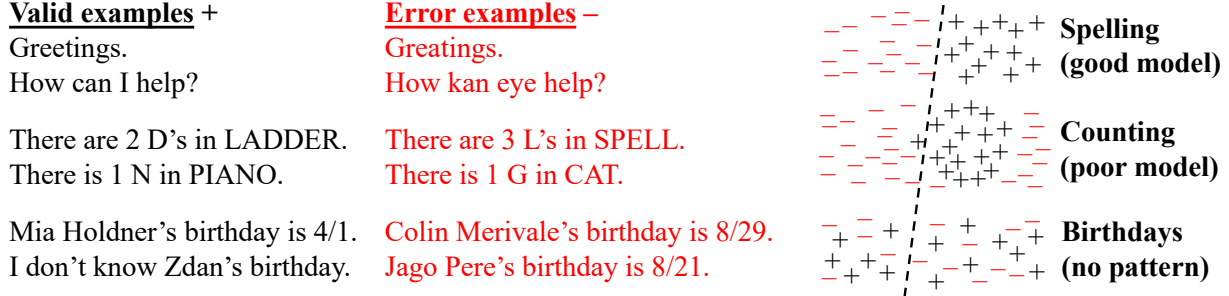 Valid examples + Error examples –
Greetings. Greatings. Spelling
How can I help? How kan eye help? (good model)
There are 2 D’s in LADDER. There are 3 L’s in SPELL. Counting
There is 1 N in PIANO. There is 1 G in CAT. (poor model)
Mia Holdner’s birthday is 4/1. Colin Merivale’s birthday is 8/29. Birthdays
I don’t know Zdan’s birthday. Jago Pere’s birthday is 8/21. (no pattern)